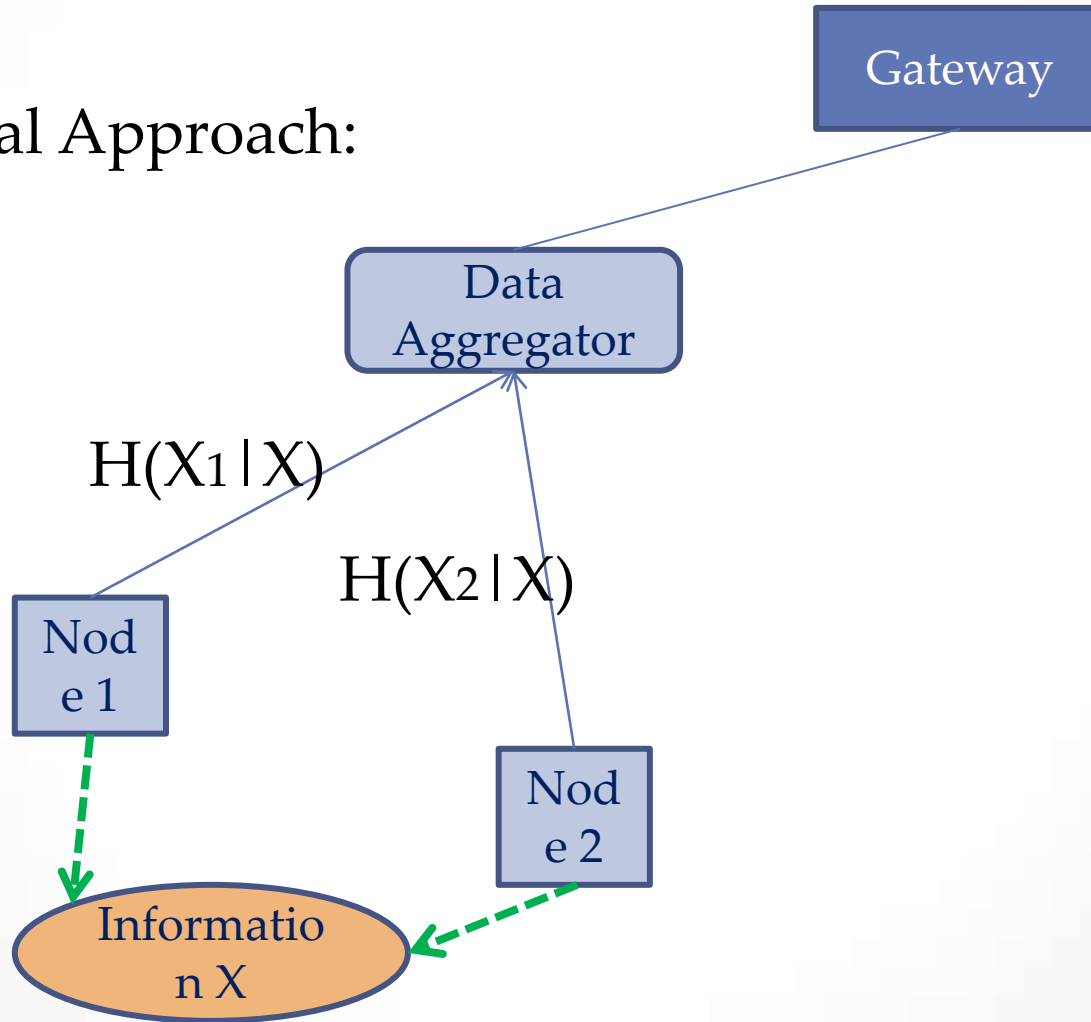 Gateway
al Approach:
Data
Aggregator
H(X1|X)
H(X2|X)
Nod
e 1
Nod
e 2
Informatio
n X